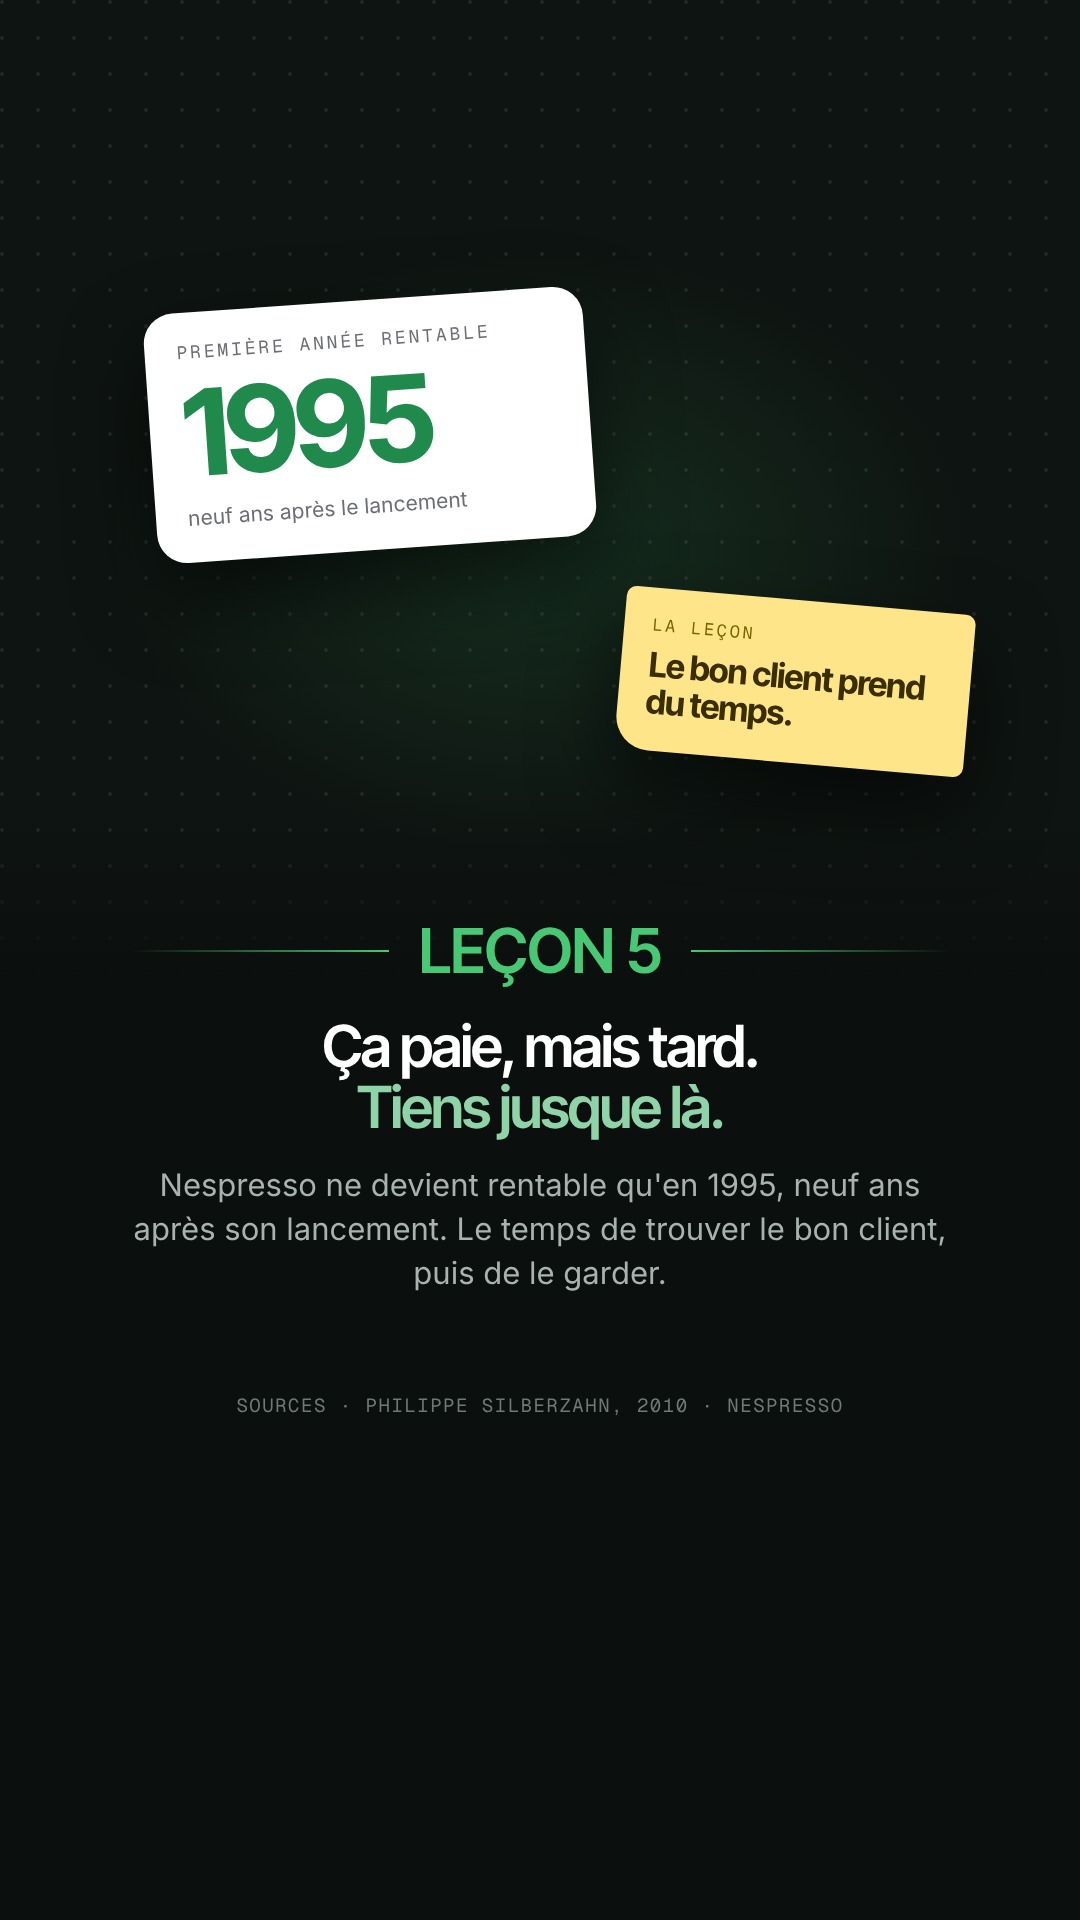 PREMIÈRE ANNÉE RENTABLE
1995
neuf ans après le lancement
LA LEÇON
Le bon client prend
du temps.
LEÇON 5
Ça paie, mais tard.
Tiens jusque là.
Nespresso ne devient rentable qu'en 1995, neuf ans
après son lancement. Le temps de trouver le bon client,
puis de le garder.
SOURCES · PHILIPPE SILBERZAHN, 2010 · NESPRESSO